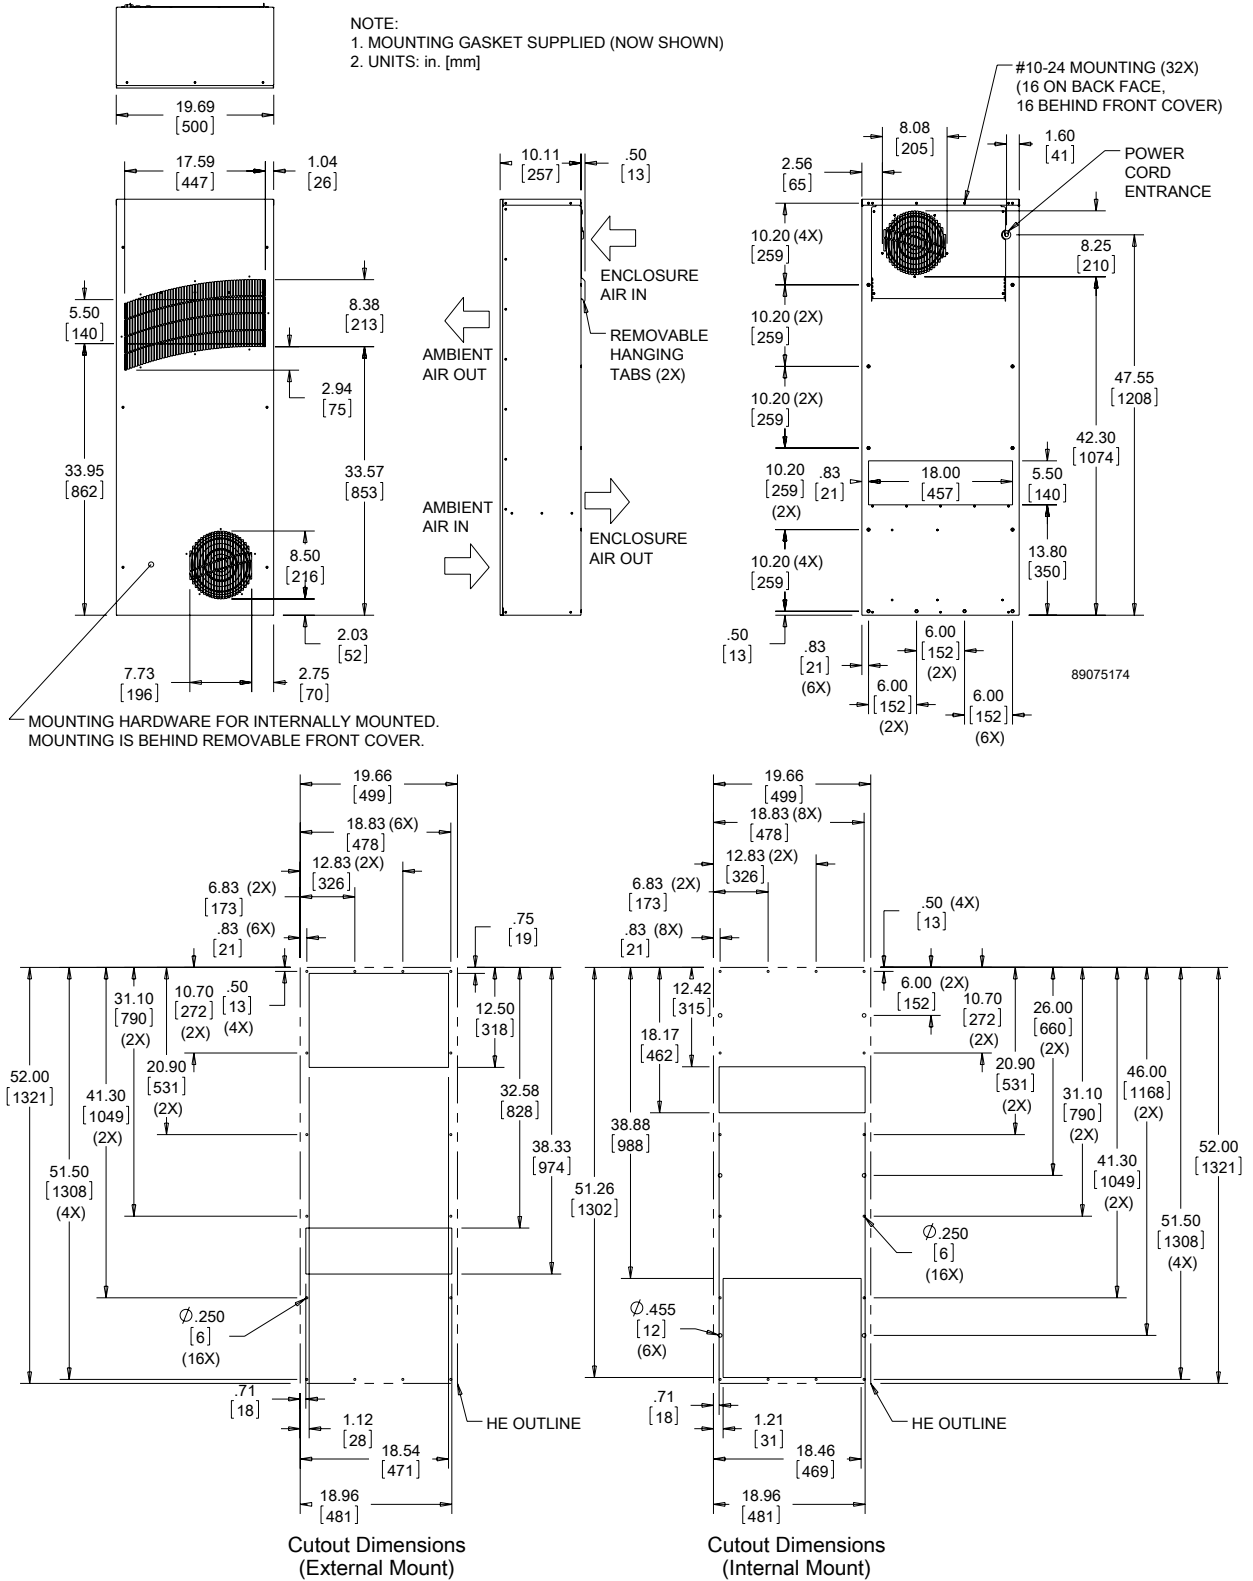 NOTE:
1. MOUNTING GASKET SUPPLIED (NOW SHOWN)
2. UNITS: in. [mm]
19.69
[500]
17.59
[447]
1.04
[26]
5.50
[140]
8.38
[213]
2.94
[75]
33.95
[862]
33.57
[853]
8.50
[216]
2.03
[52]
7.73
[196]
2.75
[70]
MOUNTING HARDWARE FOR INTERNALLY MOUNTED.
MOUNTING IS BEHIND REMOVABLE FRONT COVER.
10.11
[257]
.50
[13]
ENCLOSURE
AIR IN
AMBIENT
AIR OUT
REMOVABLE
HANGING
TABS (2X)
AMBIENT
AIR IN
ENCLOSURE
AIR OUT
#10-24 MOUNTING (32X)
(16 ON BACK FACE,
16 BEHIND FRONT COVER)
8.08
[205]
1.60
[41]
2.56
[65]
POWER
CORD
ENTRANCE
10.20 (4X)
[259]
8.25
[210]
10.20 (2X)
[259]
10.20 (2X)
[259]
47.55
[1208]
42.30
[1074]
10.20
[259]
(2X)
.83
[21]
18.00
[457]
5.50
[140]
10.20 (4X)
[259]
13.80
[350]
.50
[13]
.83
[21]
(6X)
6.00
[152]
(2X)
6.00
[152]
(2X)
6.00
[152]
(6X)
89075174
19.66
[499]
18.83 (6X)
[478]
12.83 (2X)
[326]
6.83 (2X)
[173]
.83 (6X)
[21]
.75
[19]
31.10
[790]
(2X)
10.70
[272]
(2X)
.50
[13]
(4X)
12.50
[318]
20.90
[531]
(2X)
52.00
[1321]
41.30
[1049]
(2X)
32.58
[828]
38.33
[974]
51.50
[1308]
(4X)
Ø.250
[6]
(16X)
.71
[18]
1.12
[28]
HE OUTLINE
18.54
[471]
18.96
[481]
Cutout Dimensions
(External Mount)
19.66
[499]
18.83 (8X)
[478]
12.83 (2X)
[326]
6.83 (2X)
[173]
.83 (8X)
[21]
.50 (4X)
[13]
12.42
[315]
6.00 (2X)
[152]
10.70
[272]
(2X)
26.00
[660]
(2X)
18.17
[462]
20.90
[531]
(2X)
46.00
[1168]
(2X)
31.10
[790]
(2X)
38.88
[988]
52.00
[1321]
41.30
[1049]
(2X)
51.26
[1302]
51.50
[1308]
(4X)
Ø.250
[6]
(16X)
Ø.455
[12]
(6X)
.71
[18]
1.21
[31]
HE OUTLINE
18.46
[469]
18.96
[481]
Cutout Dimensions
(Internal Mount)